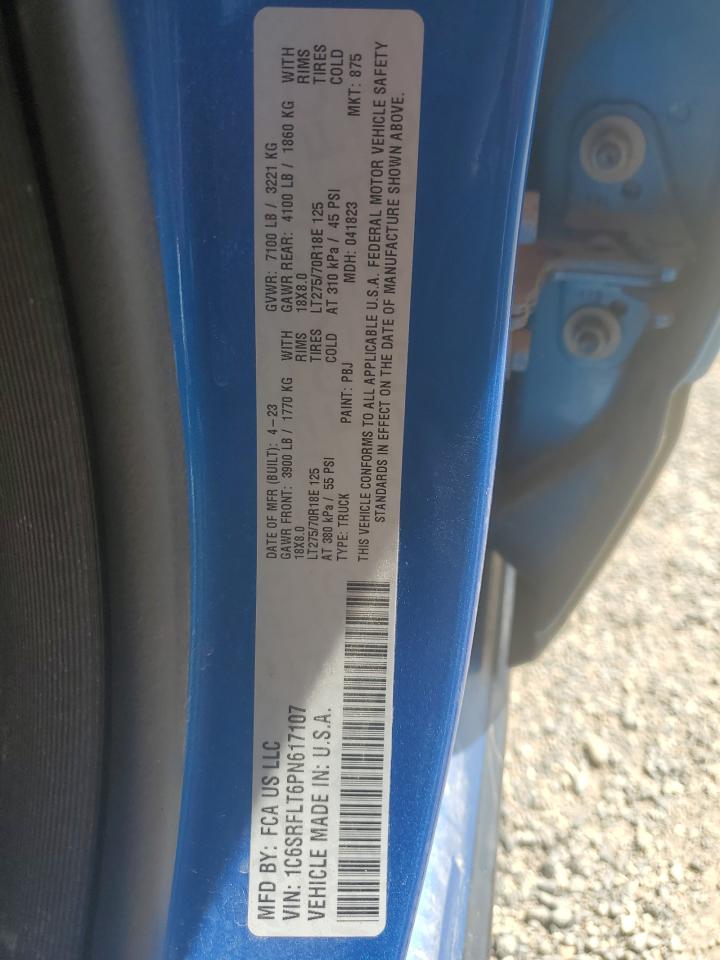 MFD BY: FCA US LLC
VIN: 1C6SRFLT6PN617107
VEHICLE MADE IN: U.S.A.
DATE OF MFR (BUILT): 4-23 GVWR: 7100 LB / 3221 KG
GAWR FRONT: 3900 LB / 1770 KG WITH GAWR REAR: 4100 LB / 1860 KG WITH
18X8.0 RIMS 18X8.0 RIMS
LT275/70R18E 125 TIRES LT275/70R18E 125 TIRES
AT 380 kPa / 55 PSI COLD AT 310 kPa / 45 PSI COLD
TYPE: TRUCK PAINT: PBJ MDH: 041823 MKT: 875
THIS VEHICLE CONFORMS TO ALL APPLICABLE U.S.A. FEDERAL MOTOR VEHICLE SAFETY
STANDARDS IN EFFECT ON THE DATE OF MANUFACTURE SHOWN ABOVE.